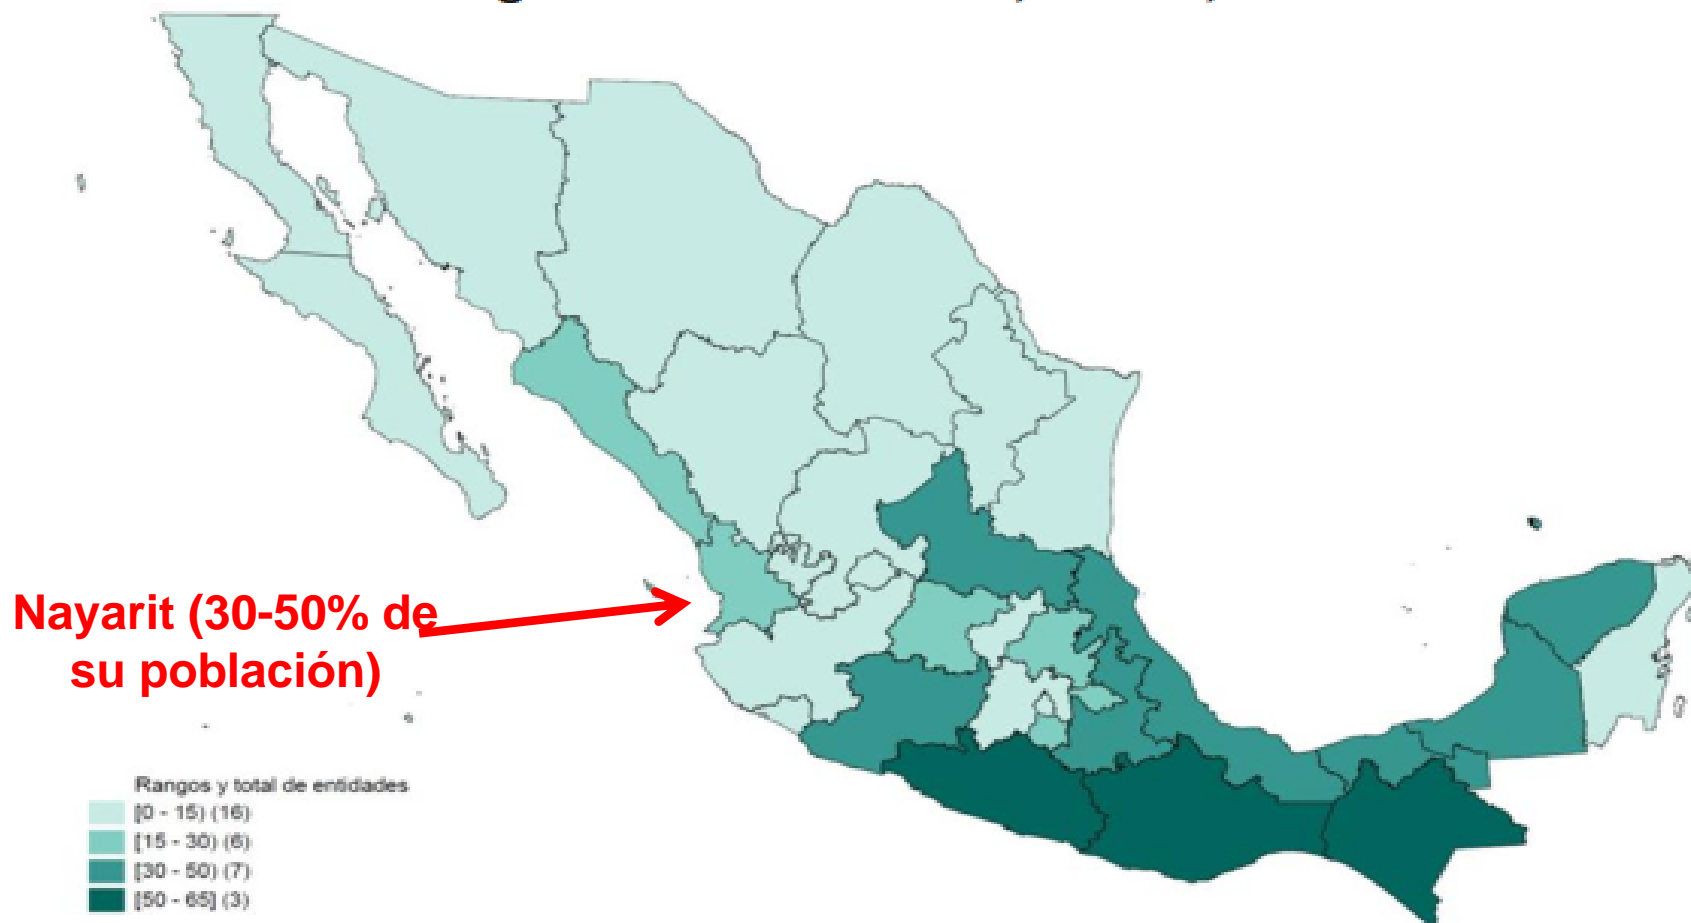 Nayarit (30-50% de
su población)
Rangos y total de entidades
[0 - 15) (16)
[15 - 30) (6)
[30 - 50) (7)
[50 - 65] (3)